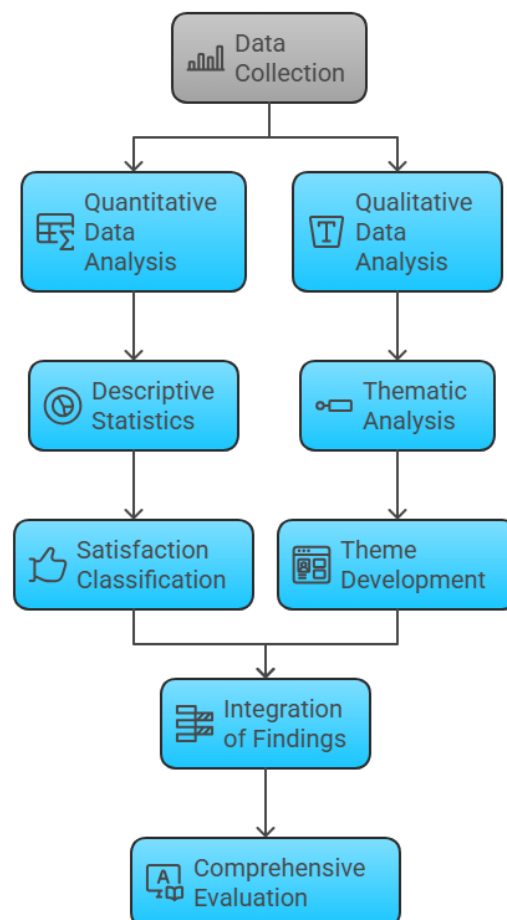 Data
Collection
Quantitative
Data
Analysis
Qualitative
Data
Analysis
Descriptive
Statistics
Thematic
Analysis
Satisfaction
Classification
Theme
Development
Integration
of Findings
Comprehensive
Evaluation